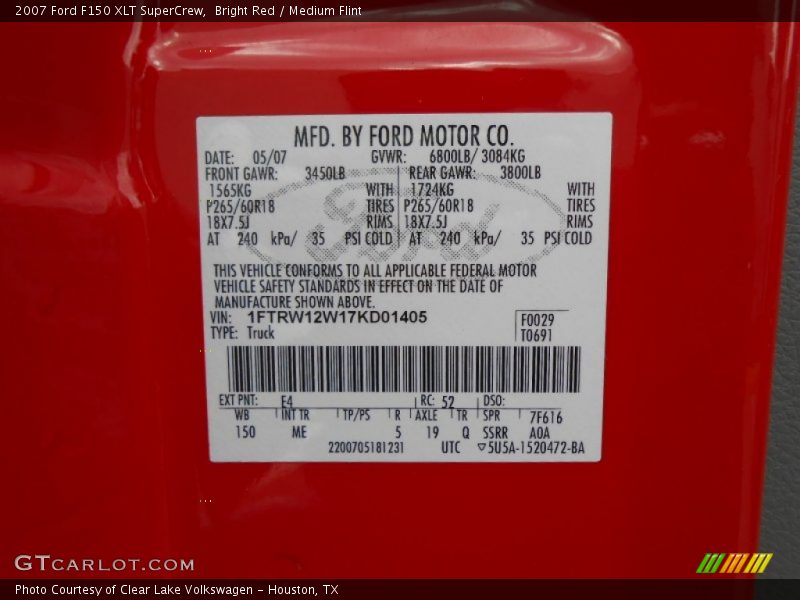 2007 Ford F150 XLT SuperCrew,  Bright Red / Medium Flint
MFD. BY FORD MOTOR CO.
DATE: 05/07 GVWR: 6800LB/ 3084KG
FRONT GAWR: 3450LB REAR GAWR: 3800LB
1565KG WITH 1724KG WITH
P265/60R18 TIRES P265/60R18 TIRES
18X7.5J RIMS 18X7.5J RIMS
AT 240 kPa/ 35 PSI COLD AT 240 kPa/ 35 PSI COLD
Ford
THIS VEHICLE CONFORMS TO ALL APPLICABLE FEDERAL MOTOR
VEHICLE SAFETY STANDARDS IN EFFECT ON THE DATE OF
MANUFACTURE SHOWN ABOVE.
VIN: 1FTRW12W17KD01405 F0029
TYPE: Truck T0691
EXT PNT: E4 RC: 52 DSO:
WB INT TR TP/PS R AXLE TR SPR 7F616
150 ME 5 19 Q SSRR A0A
2200705181231 UTC ▽5U5A-1520472-BA
GTCARLOT.COM
Photo Courtesy of Clear Lake Volkswagen - Houston, TX